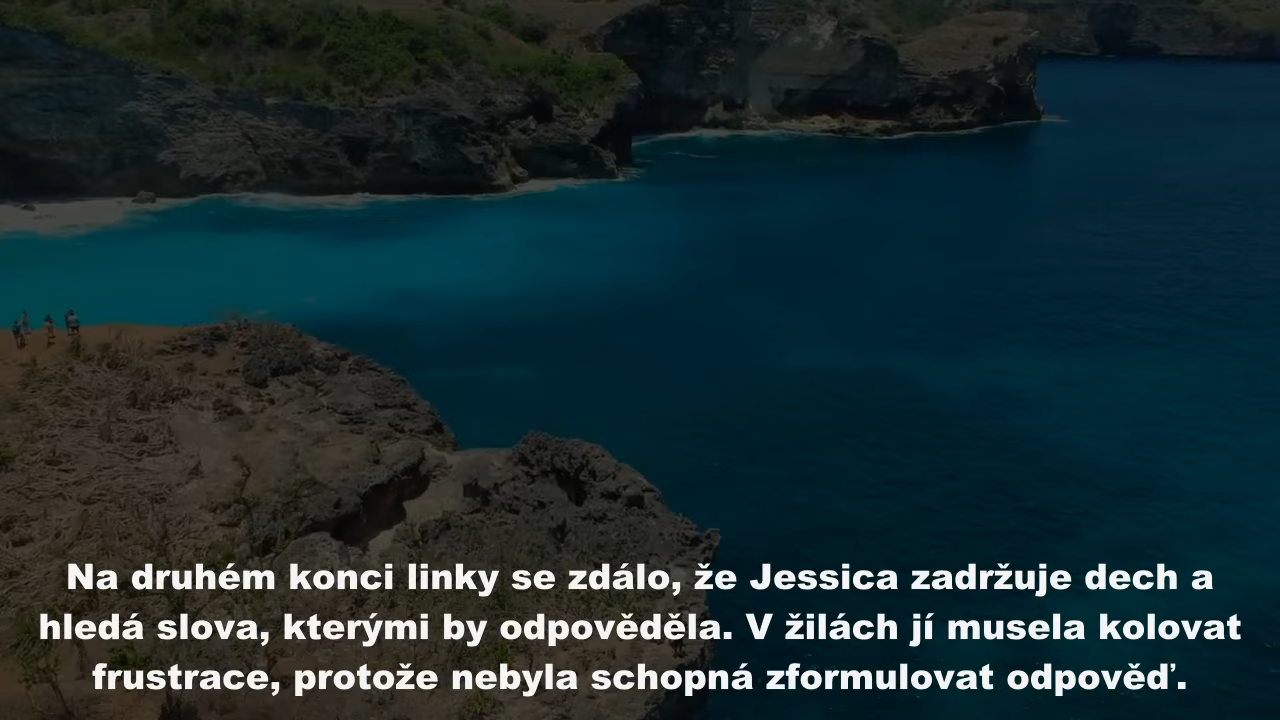 Na druhém konci linky se zdálo, že Jessica zadržuje dech a
hledá slova, kterými by odpověděla. V žilách jí musela kolovat
frustrace, protože nebyla schopná zformulovat odpověď.